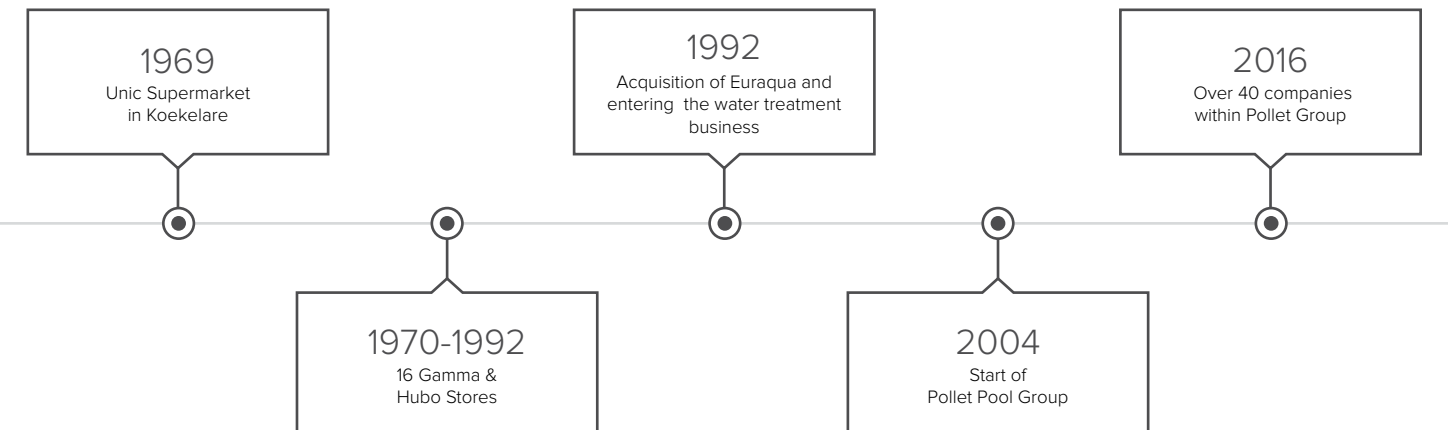 1969
Unic Supermarket
in Koekelare
1970-1992
16 Gamma &
Hubo Stores
1992
Acquisition of Euraqua and
entering  the water treatment
business
2004
Start of
Pollet Pool Group
2016
Over 40 companies
within Pollet Group